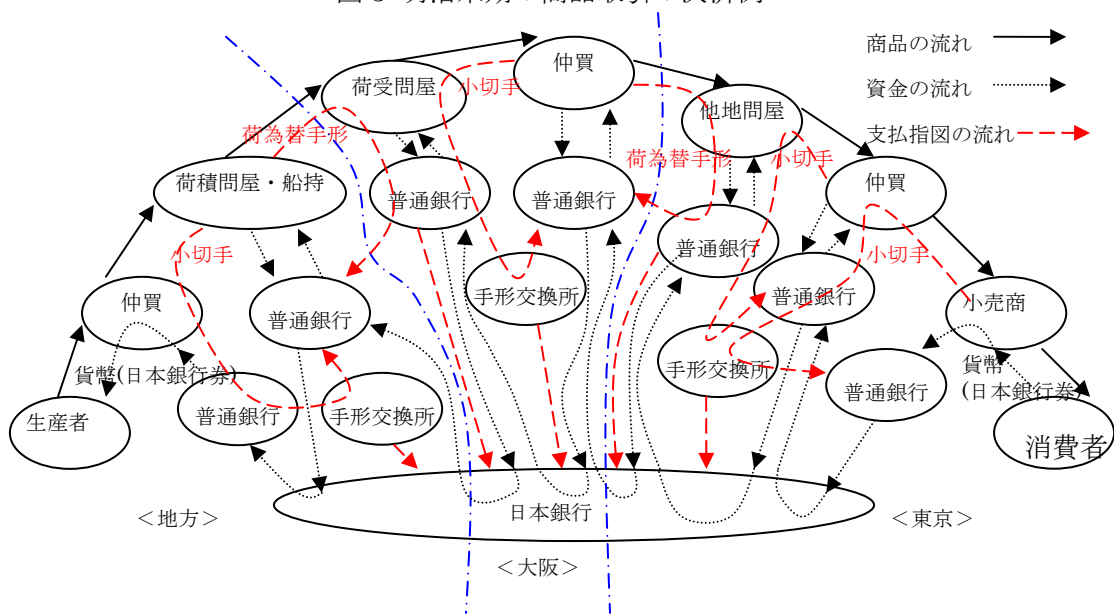 仲買
商品の流れ
荷受問屋
小切手
資金の流れ
他地問屋
荷為替手形
支払指図の流れ
荷為替手形
小切手
荷積問屋・船持
普通銀行
普通銀行
仲買
小切手
普通銀行
小切手
仲買
普通銀行
手形交換所
普通銀行
小売商
貨幣(日本銀行券)
手形交換所
貨幣
(日本銀行券)
生産者
普通銀行
手形交換所
普通銀行
消費者
<地方>
日本銀行
<東京>
<大阪>